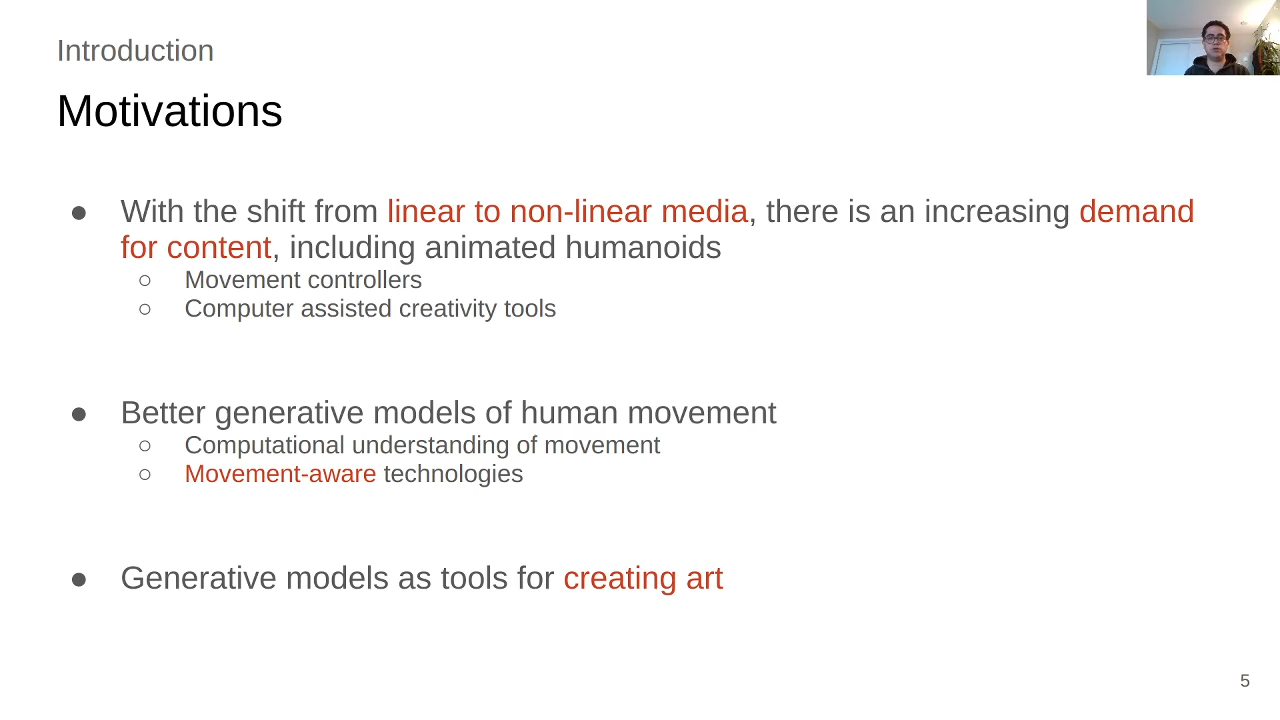 Introduction
Motivations
● With the shift from linear to non-linear media, there is an increasing demand
for content, including animated humanoids
○ Movement controllers
○ Computer assisted creativity tools
● Better generative models of human movement
○ Computational understanding of movement
○ Movement-aware technologies
● Generative models as tools for creating art
5